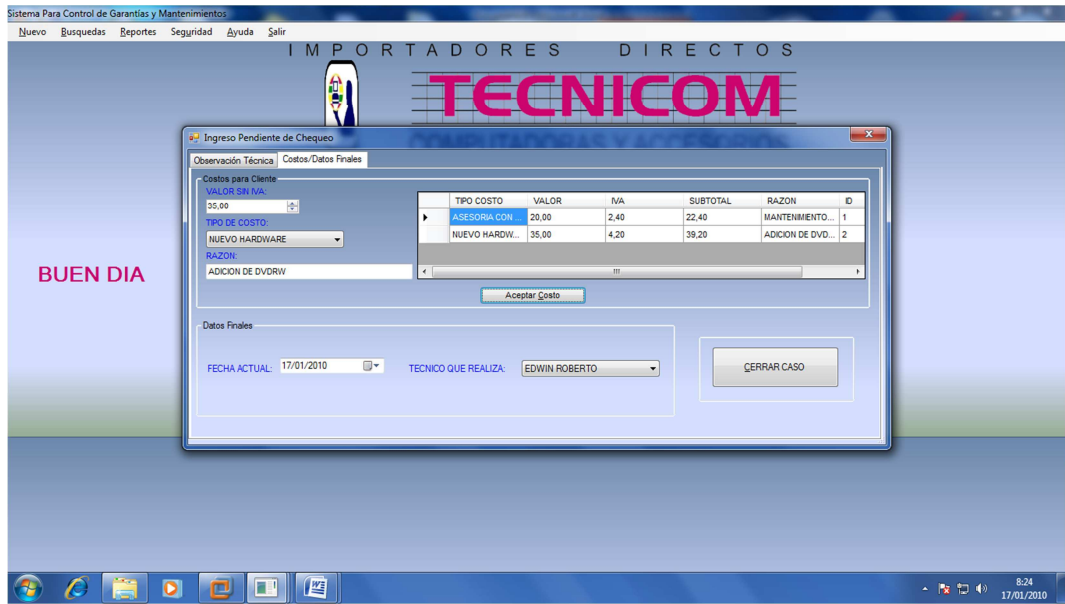 Sistema Para Control de Garantías y Mantenimientos
Nuevo Busquedas Reportes Seguridad Ayuda Salir
IMPORTADORES DIRECTOS
TECNICOM
COMPUTADORAS Y ACCESORIOS
Ingreso Pendiente de Chequeo
Observación Técnica Costos/Datos Finales
Costos para Cliente
VALOR SIN IVA:
35,00
TIPO DE COSTO:
NUEVO HARDWARE
RAZON:
ADICION DE DVDRW
TIPO COSTO VALOR IVA SUBTOTAL RAZON ID
ASESORIA CON ... 20,00 2,40 22,40 MANTENIMIENTO... 1
NUEVO HARDW... 35,00 4,20 39,20 ADICION DE DVD... 2
Aceptar Costo
BUEN DIA
Datos Finales
FECHA ACTUAL: 17/01/2010
TECNICO QUE REALIZA: EDWIN ROBERTO
CERRAR CASO
8:24
17/01/2010